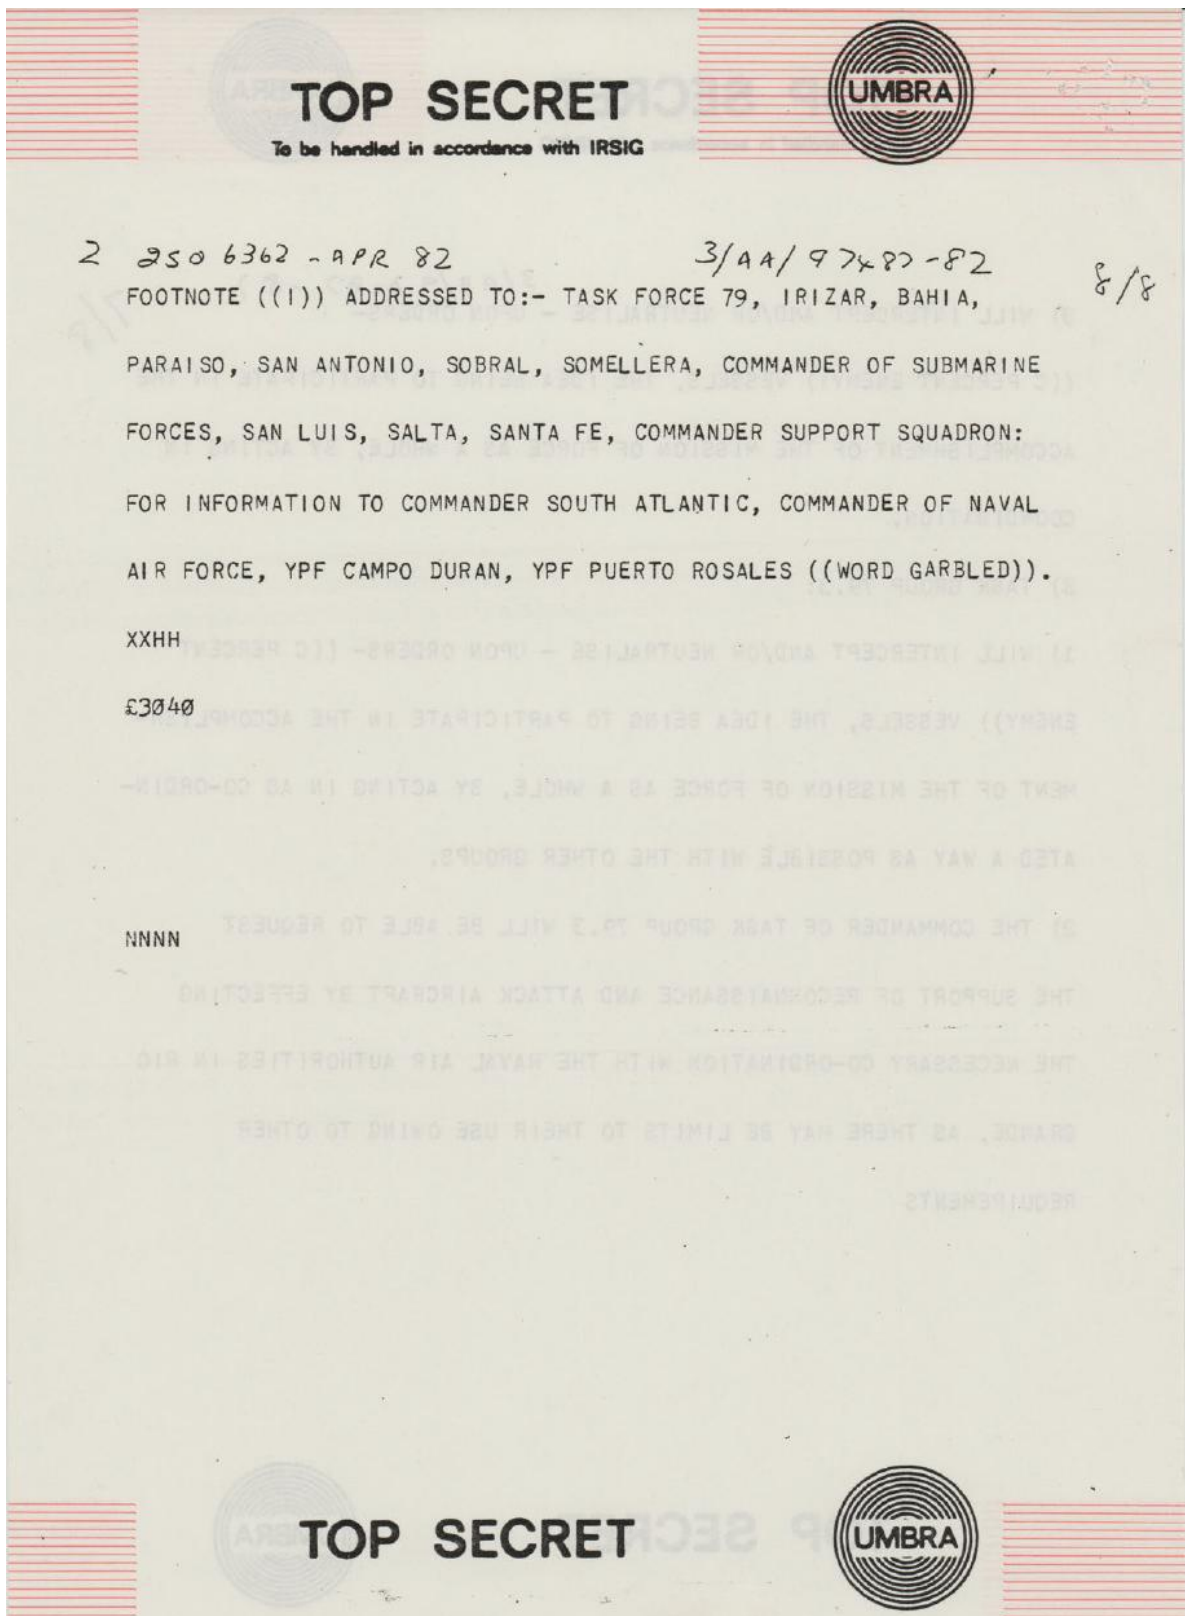 TOP SECRET
UMBRA
To be handled in accordance with IRSIG
2 2506362-APR 82 3/AA/97487-82 8/8
FOOTNOTE ((I)) ADDRESSED TO:- TASK FORCE 79, IRIZAR, BAHIA,
PARAISO, SAN ANTONIO, SOBRAL, SOMELLERA, COMMANDER OF SUBMARINE
FORCES, SAN LUIS, SALTA, SANTA FE, COMMANDER SUPPORT SQUADRON:
FOR INFORMATION TO COMMANDER SOUTH ATLANTIC, COMMANDER OF NAVAL
AIR FORCE, YPF CAMPO DURAN, YPF PUERTO ROSALES ((WORD GARBLED)).
XXHH
£3040
NNNN
TOP SECRET
UMBRA